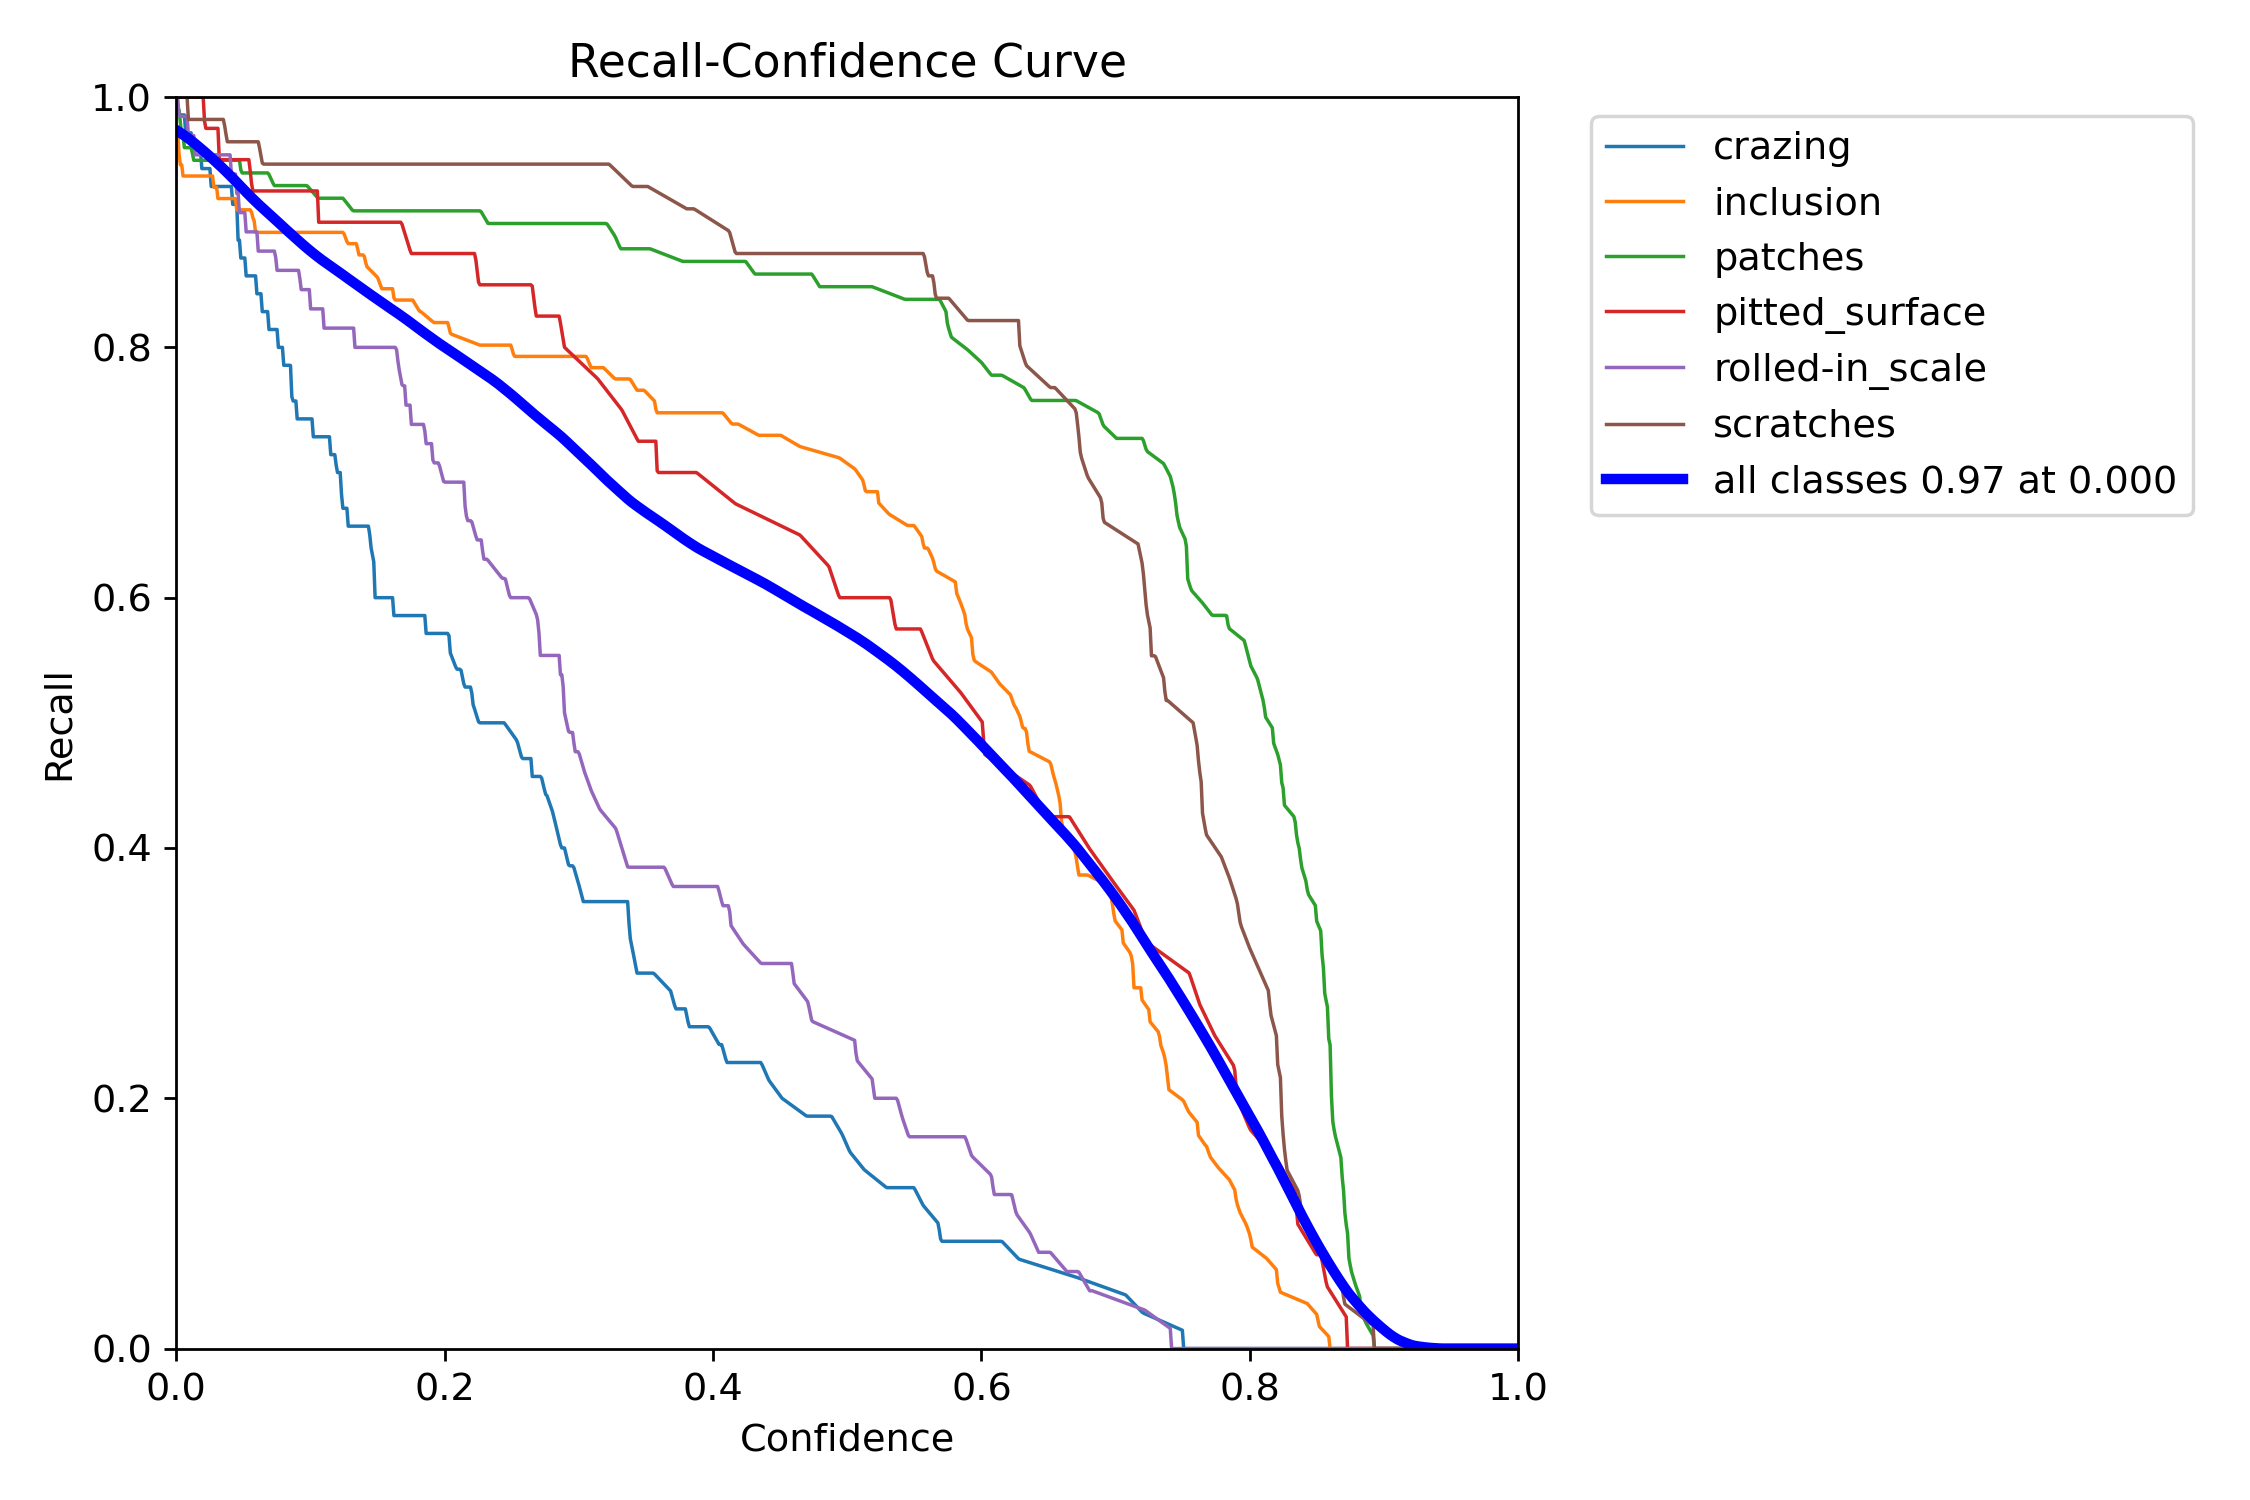 Recall-Confidence Curve
1.0
0.8
0.6
0.4
0.2
0.0
Recall
0.0 0.2 0.4 0.6 0.8 1.0
Confidence
crazing
inclusion
patches
pitted_surface
rolled-in_scale
scratches
all classes 0.97 at 0.000